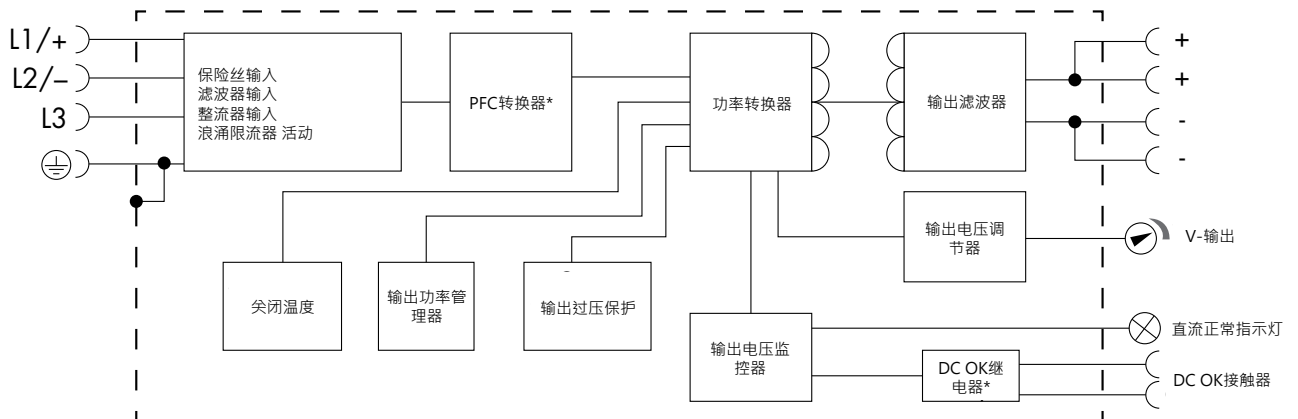 L1/+
L2/–
L3
保险丝输入
滤波器输入
整流器输入
浪涌限流器 活动
PFC转换器*
功率转换器
输出滤波器
+
+
-
-
输出电压调
节器
V-输出
关闭温度
输出功率管
理器
输出过压保护
输出电压监
控器
直流正常指示灯
DC OK继
电器*
DC OK接触器